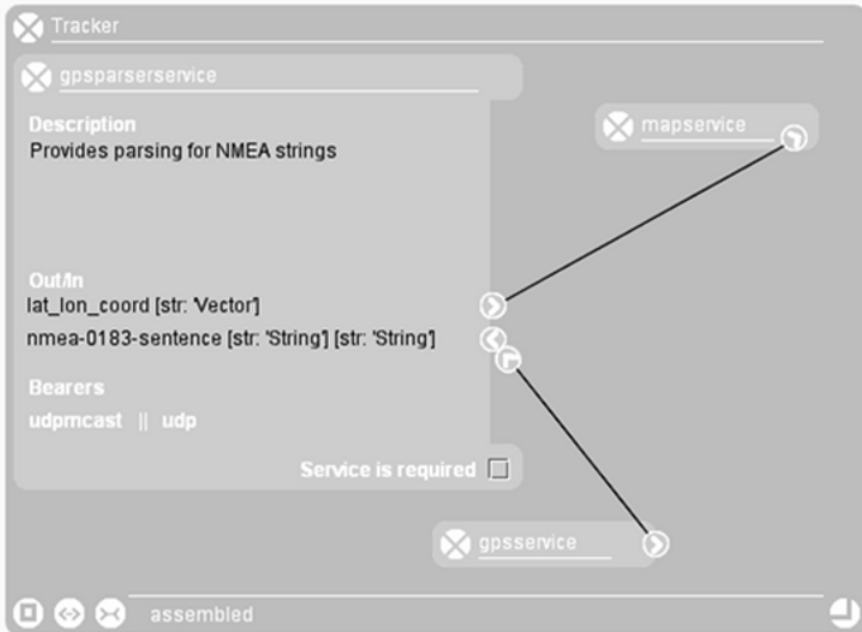 Tracker
gpsparserservice
Description
Provides parsing for NMEA strings
mapservice
Out/In
lat_lon_coord [str: 'Vector']
nmea-0183-sentence [str: 'String'] [str: 'String']
Bearers
udpmcast || udp
Service is required
gpsservice
assembled